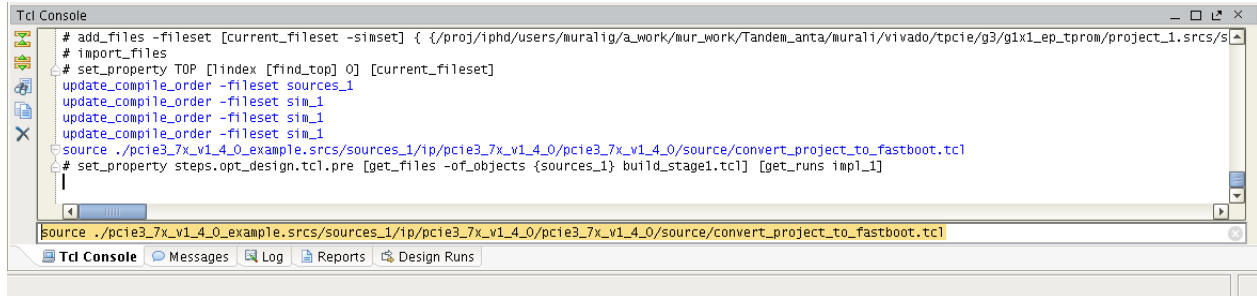 Tcl Console
# add_files -fileset [current_fileset -simset] { {/proj/iphd/users/muralig/a_work/mur_work/Tandem_anta/murali/vivado/tpcie/g3/g1x1_ep_tprom/project_1.srcs/s
# import_files
# set_property TOP [lindex [find_top] 0] [current_fileset]
update_compile_order -fileset sources_1
update_compile_order -fileset sim_1
update_compile_order -fileset sim_1
update_compile_order -fileset sim_1
source ./pcie3_7x_v1_4_0_example.srcs/sources_1/ip/pcie3_7x_v1_4_0/pcie3_7x_v1_4_0/source/convert_project_to_fastboot.tcl
# set_property steps.opt_design.tcl.pre [get_files -of_objects {sources_1} build_stage1.tcl] [get_runs impl_1]
source ./pcie3_7x_v1_4_0_example.srcs/sources_1/ip/pcie3_7x_v1_4_0/pcie3_7x_v1_4_0/source/convert_project_to_fastboot.tcl
Tcl Console Messages Log Reports Design Runs